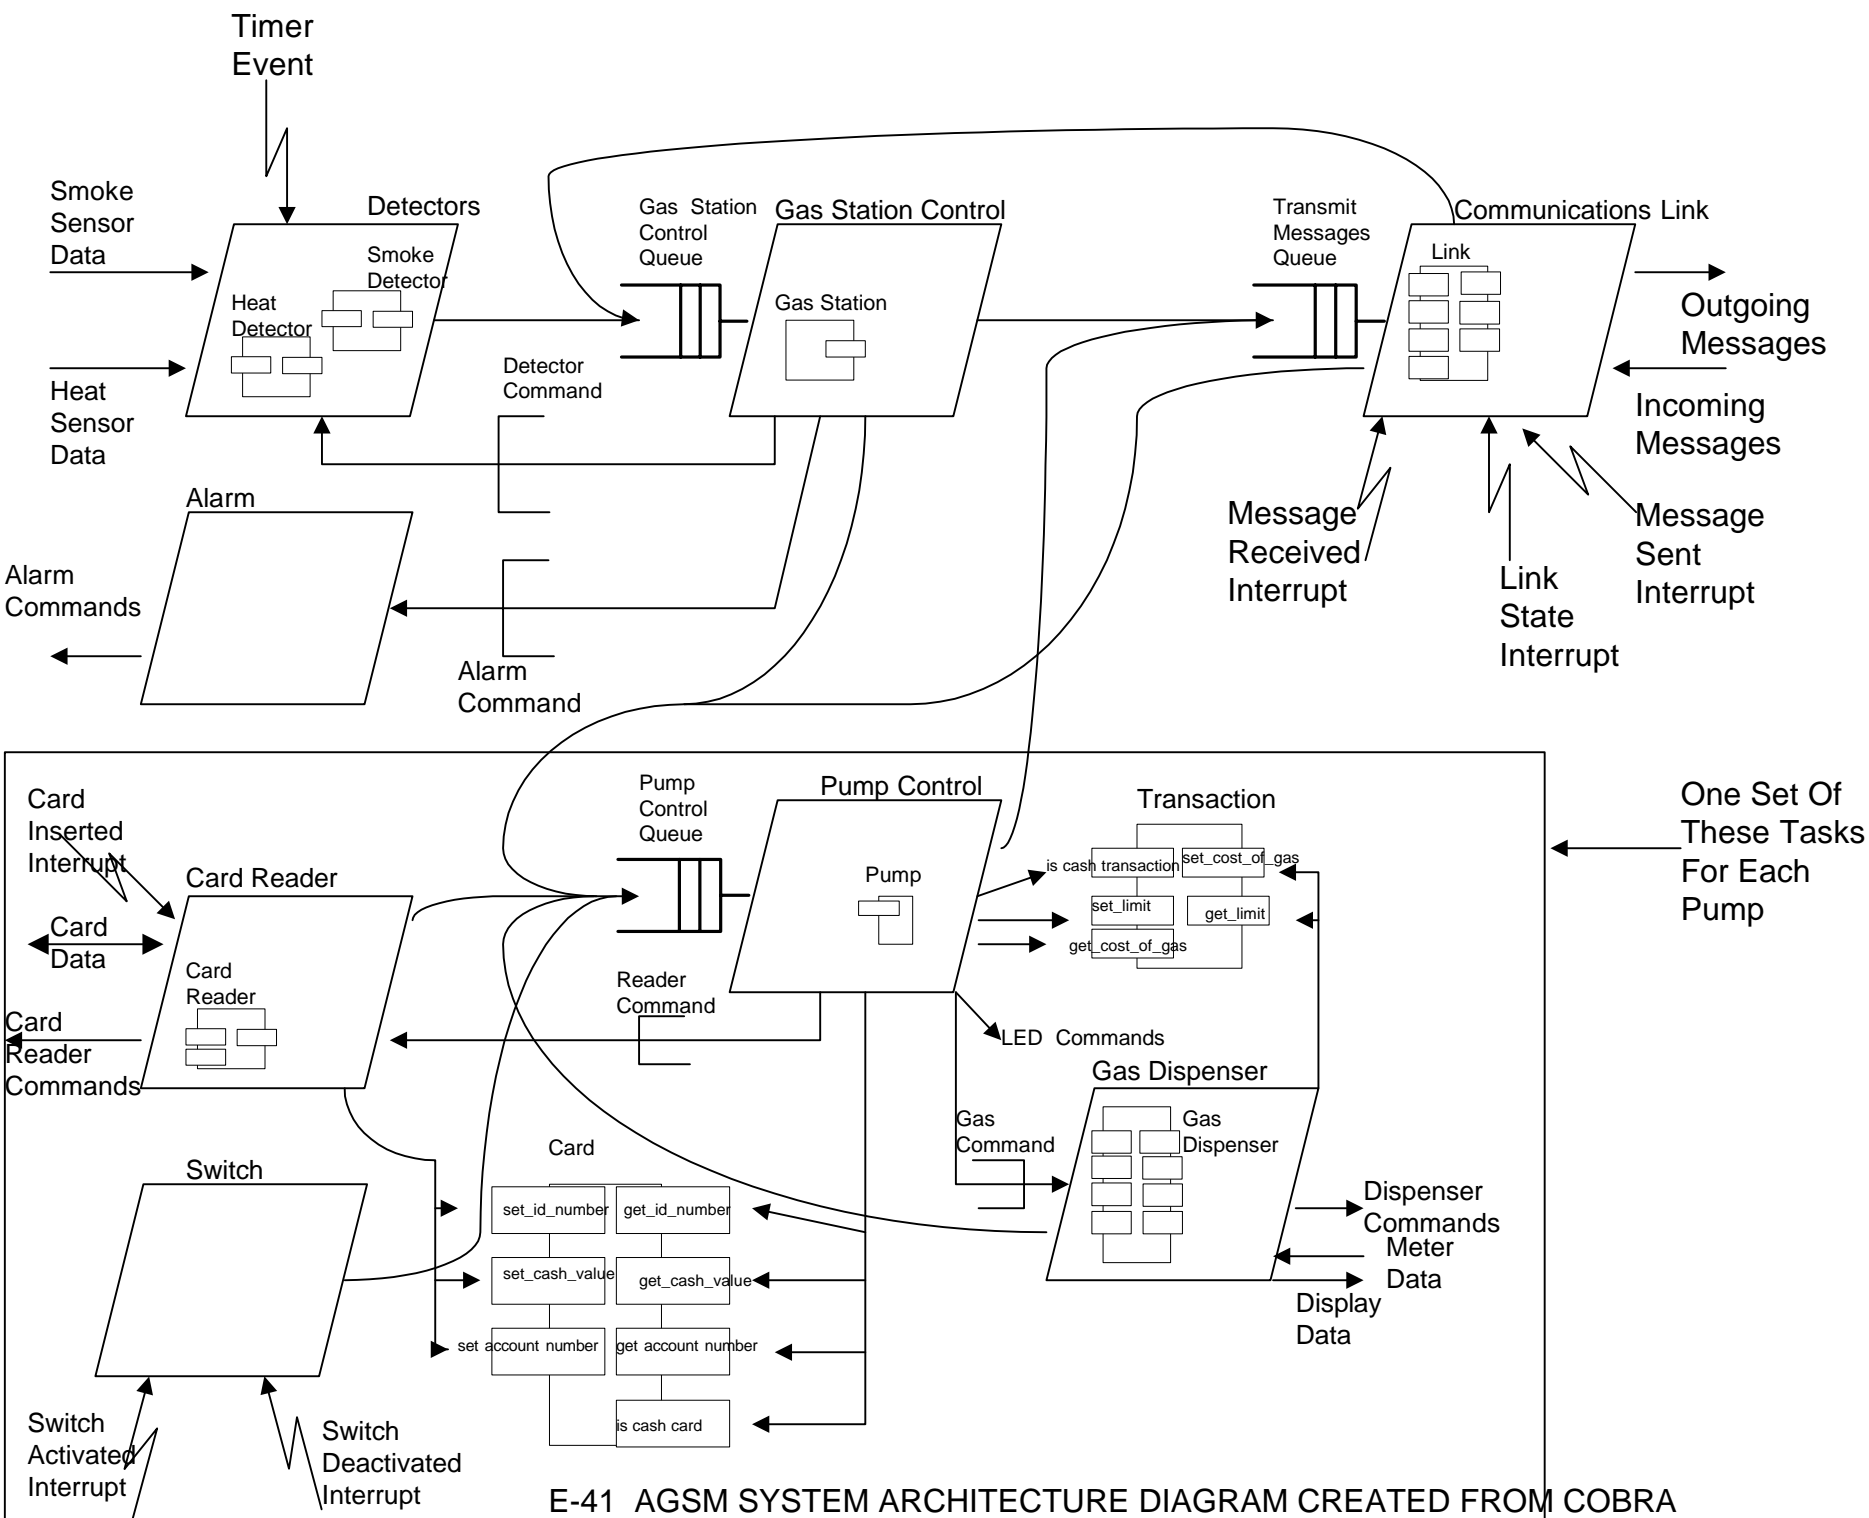 Timer
Event
Smoke
Sensor
Data
Detectors
Smoke
Detector
Heat
Detector
Heat
Sensor
Data
Gas Station
Control
Queue
Gas Station Control
Gas Station
Transmit
Messages
Queue
Communications Link
Link
Outgoing
Messages
Incoming
Messages
Detector
Command
Alarm
Alarm
Commands
Alarm
Command
Message
Received
Interrupt
Link
State
Interrupt
Message
Sent
Interrupt
Card
Inserted
Interrupt
Card Reader
Card
Data
Card
Reader
Card
Reader
Commands
Pump
Control
Queue
Pump Control
Pump
Reader
Command
Transaction
is cash transaction
set_cost_of_gas
set_limit
get_limit
get_cost_of_gas
One Set Of
These Tasks
For Each
Pump
LED Commands
Gas Dispenser
Gas
Command
Gas
Dispenser
Dispenser
Commands
Meter
Data
Display
Data
Switch
Card
set_id_number
get_id_number
set_cash_value
get_cash_value
set account number
get account number
is cash card
Switch
Activated
Interrupt
Switch
Deactivated
Interrupt
E-41 AGSM SYSTEM ARCHITECTURE DIAGRAM CREATED FROM COBRA